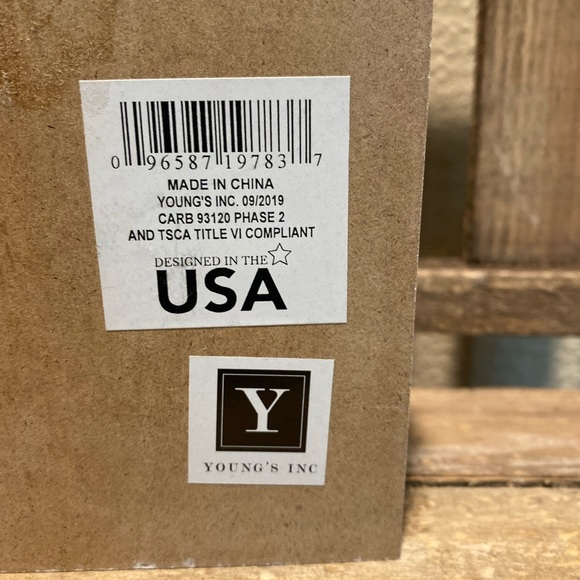 0 96587 19783 7
MADE IN CHINA
YOUNG'S INC. 09/2019
CARB 93120 PHASE 2
AND TSCA TITLE VI COMPLIANT
DESIGNED IN THE
USA
Y
YOUNG'S INC